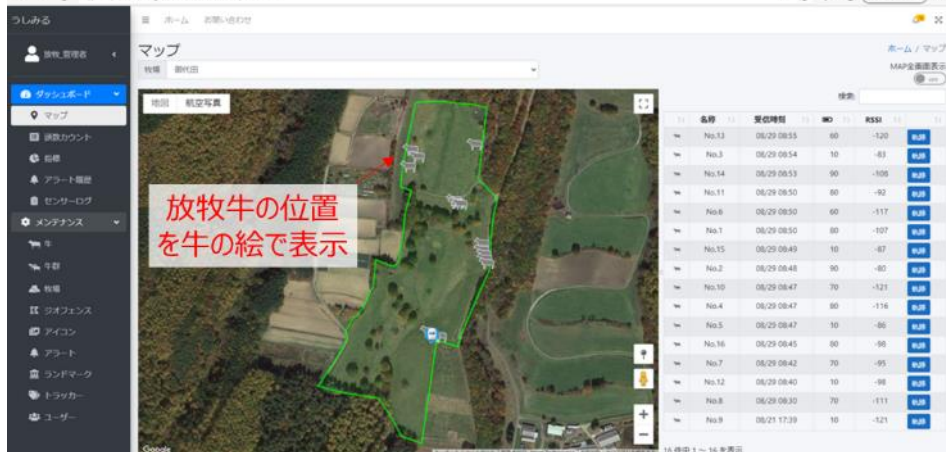 うしみる
ホーム お問い合わせ
放牧_管理者
マップ
ホーム / マップ
牧場 御代田
MAP全画面表示
OFF
ダッシュボード
マップ
頭数カウント
指標
アラート履歴
センサーログ
メンテナンス
牛
牛群
牧場
ジオフェンス
アイコン
アラート
ランドマーク
トラッカー
ユーザー
地図 航空写真
放牧牛の位置
を牛の絵で表示
Google
検索:
名称 受信時刻 RSSI
No.13 08/29 08:55 60 -120 軌跡
No.3 08/29 08:54 10 -83 軌跡
No.14 08/29 08:53 90 -108 軌跡
No.11 08/29 08:50 80 -92 軌跡
No.6 08/29 08:50 60 -117 軌跡
No.1 08/29 08:50 80 -107 軌跡
No.15 08/29 08:49 10 -87 軌跡
No.2 08/29 08:48 90 -80 軌跡
No.10 08/29 08:47 70 -121 軌跡
No.4 08/29 08:47 80 -116 軌跡
No.5 08/29 08:47 10 -86 軌跡
No.16 08/29 08:45 80 -98 軌跡
No.7 08/29 08:42 70 -95 軌跡
No.12 08/29 08:40 10 -98 軌跡
No.8 08/29 08:30 70 -111 軌跡
No.9 08/21 17:39 10 -121 軌跡
16 件中 1 ～ 16 を表示